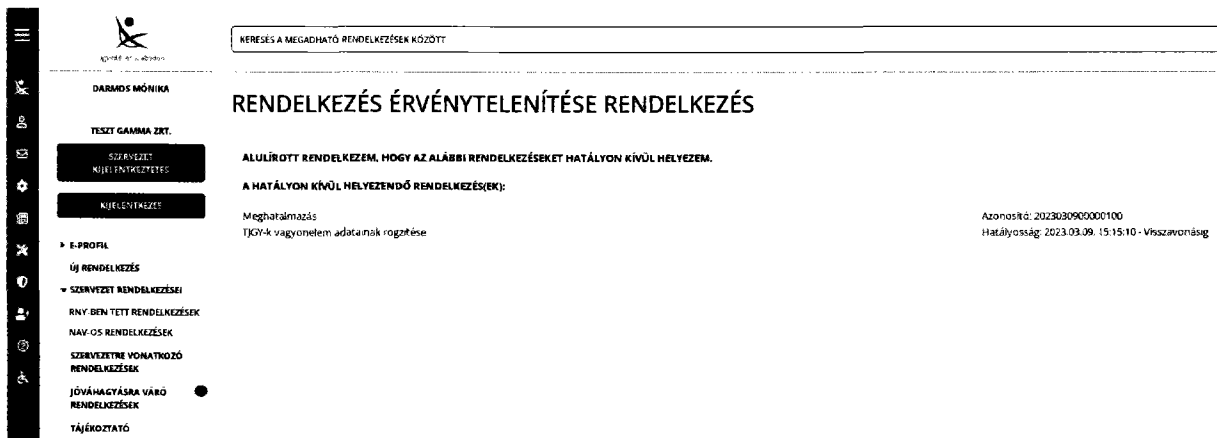 KERESÉS A MEGADHATÓ RENDELKEZÉSEK KÖZÖTT
DARMOS MÓNIKA
TESZT GAMMA ZRT.
SZERVEZET
KIJELENTKEZTETÉS
KIJELENTKEZÉS
E-PROFIL
ÚJ RENDELKEZÉS
SZERVEZET RENDELKEZÉSEI
RNY-BEN TETT RENDELKEZÉSEK
NAV-OS RENDELKEZÉSEK
SZERVEZETRE VONATKOZÓ
RENDELKEZÉSEK
JÓVÁHAGYÁSRA VÁRÓ
RENDELKEZÉSEK
TÁJÉKOZTATÓ
RENDELKEZÉS ÉRVÉNYTELENÍTÉSE RENDELKEZÉS
ALULÍROTT RENDELKEZEM, HOGY AZ ALÁBBI RENDELKEZÉSEKET HATÁLYON KÍVÜL HELYEZEM.
A HATÁLYON KÍVÜL HELYEZENDŐ RENDELKEZÉS(EK):
Meghatalmazás
TJGY-k vagyonelem adatainak rögzítése
Azonosító: 2023030900000100
Hatályosság: 2023.03.09. 15:15:10 - Visszavonásig